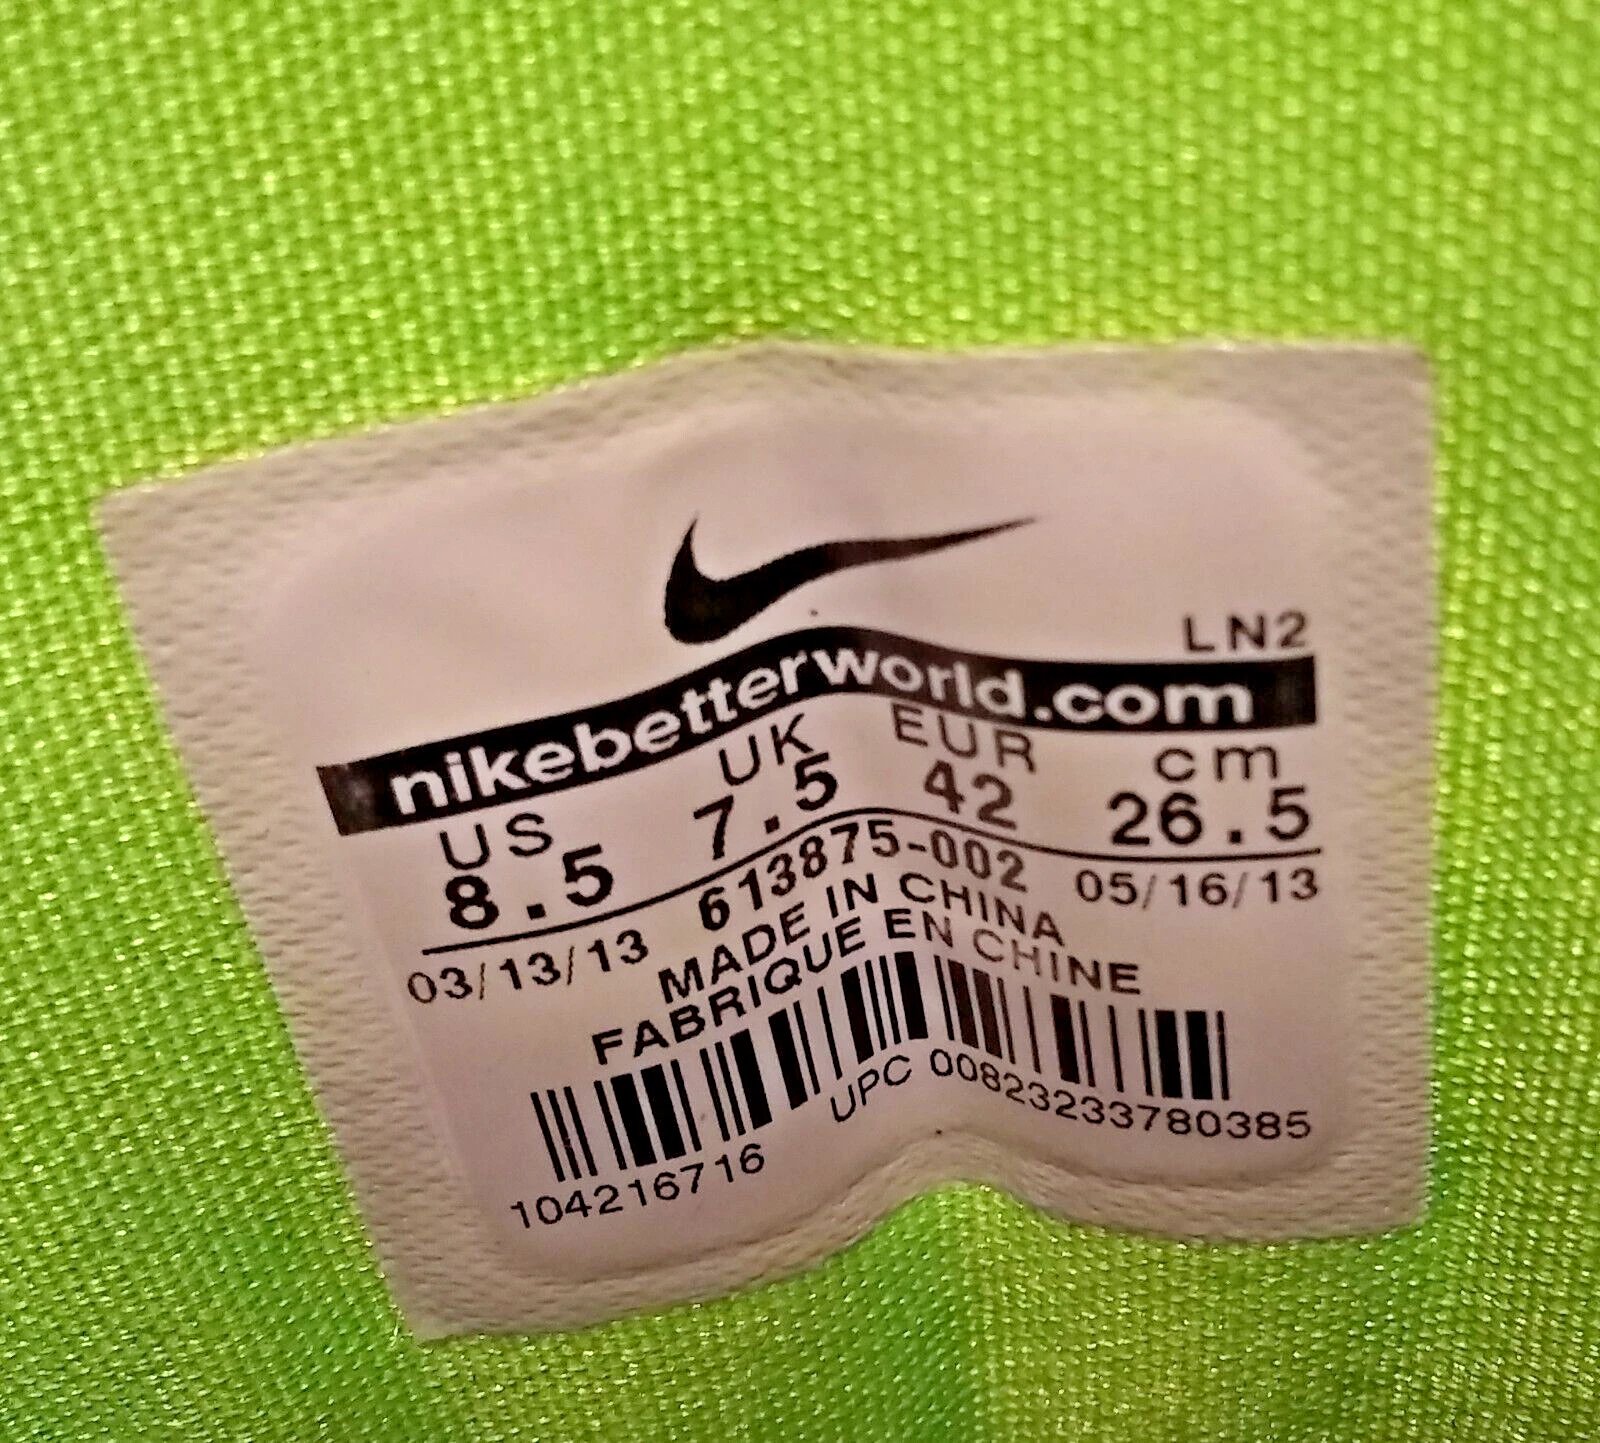 LN2
nikebetterworld.com
US UK EUR cm
8.5 7.5 42 26.5
03/13/13 613875-002 05/16/13
MADE IN CHINA
FABRIQUE EN CHINE
104216716 UPC 00823233780385